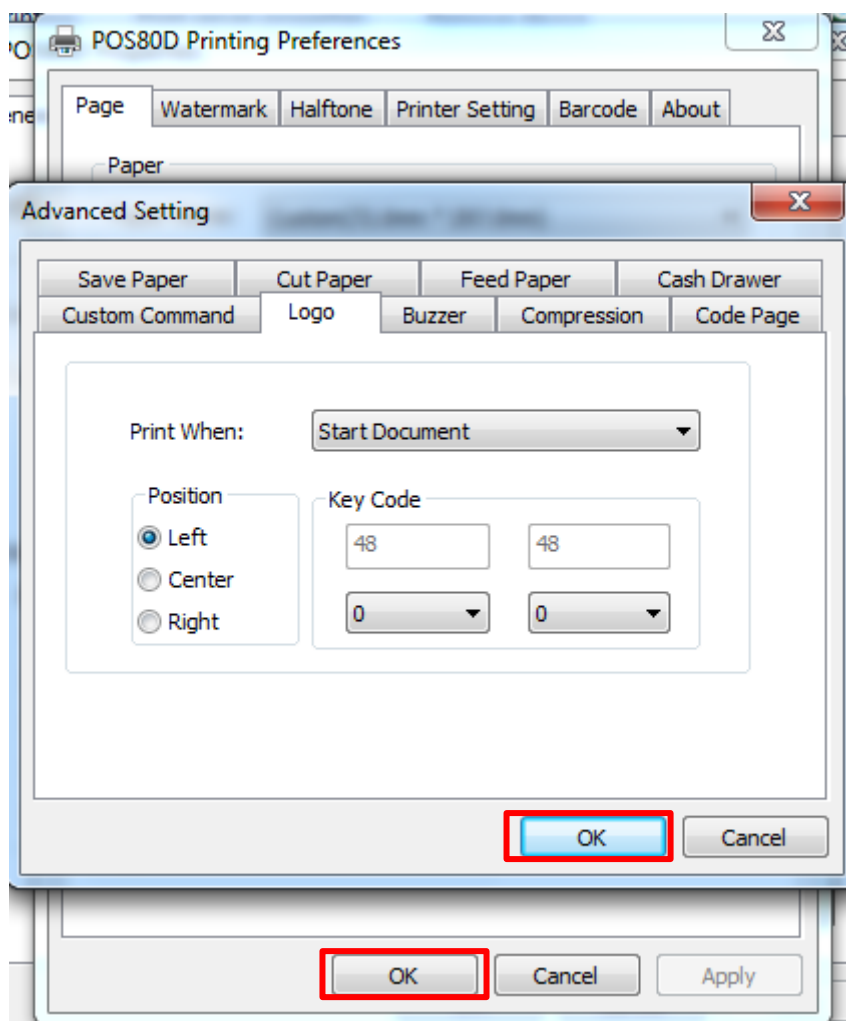 POS80D Printing Preferences
Page Watermark Halftone Printer Setting Barcode About
Paper
Advanced Setting
Save Paper Cut Paper Feed Paper Cash Drawer
Custom Command Logo Buzzer Compression Code Page
Print When: Start Document
Position Key Code
Left 48 48
Center
Right 0 0
OK Cancel
OK Cancel Apply